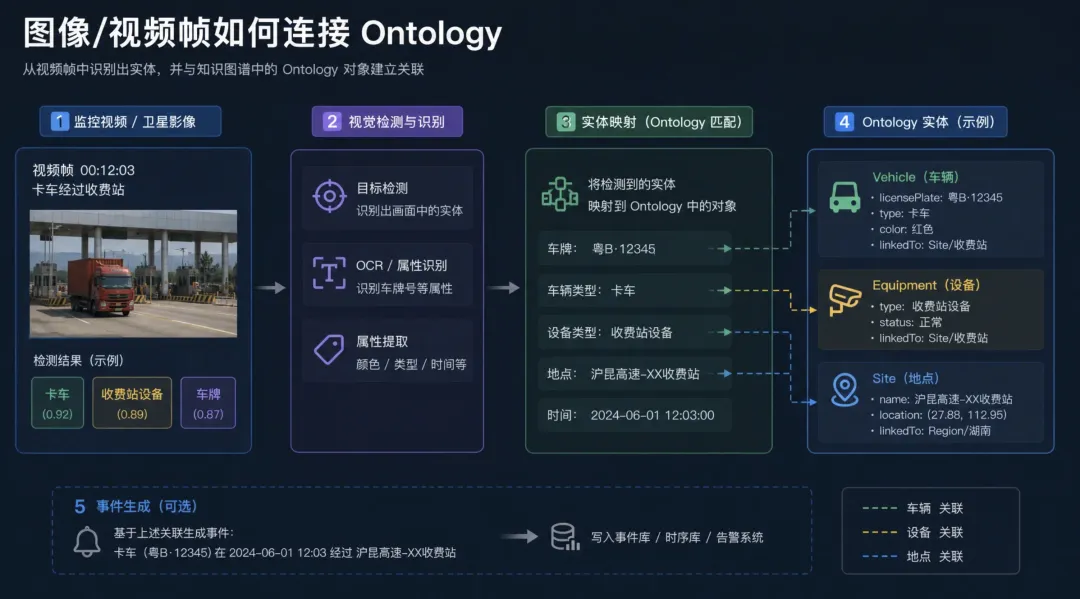 图像/视频帧如何连接 Ontology
从视频帧中识别出实体，并与知识图谱中的 Ontology 对象建立关联
1 监控视频 / 卫星影像
视频帧 00:12:03
卡车经过收费站
检测结果（示例）
卡车
(0.92)
收费站设备
(0.89)
车牌
(0.87)
2 视觉检测与识别
目标检测
识别出画面中的实体
T
OCR / 属性识别
识别车牌号等属性
属性提取
颜色 / 类型 / 时间等
3 实体映射（Ontology 匹配）
将检测到的实体
映射到 Ontology 中的对象
车牌： 粤B·12345
车辆类型： 卡车
设备类型： 收费站设备
地点： 沪昆高速-XX收费站
时间： 2024-06-01 12:03:00
4 Ontology 实体（示例）
Vehicle（车辆）
· licensePlate: 粤B·12345
· type: 卡车
· color: 红色
· linkedTo: Site/收费站
Equipment（设备）
· type: 收费站设备
· status: 正常
· linkedTo: Site/收费站
Site（地点）
· name: 沪昆高速-XX收费站
· location: (27.88, 112.95)
· linkedTo: Region/湖南
5 事件生成（可选）
基于上述关联生成事件：
卡车（粤B·12345) 在 2024-06-01 12:03 经过 沪昆高速-XX收费站
写入事件库 / 时序库 / 告警系统
车辆 关联
设备 关联
地点 关联